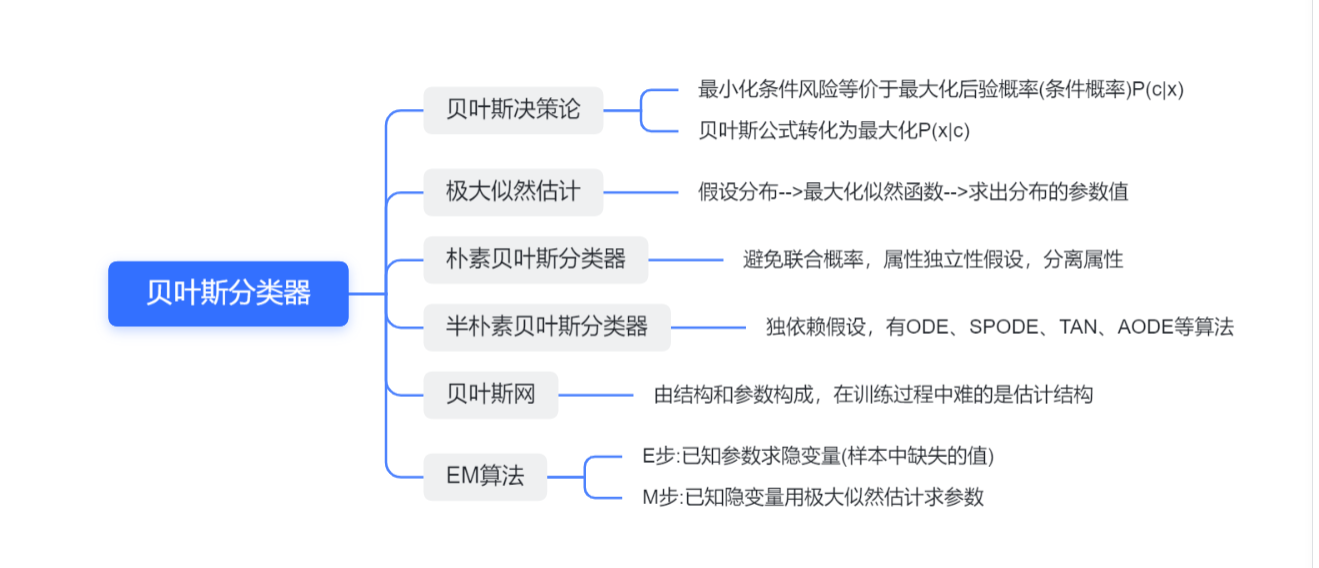 贝叶斯分类器
贝叶斯决策论
最小化条件风险等价于最大化后验概率(条件概率)P(c|x)
贝叶斯公式转化为最大化P(x|c)
极大似然估计
假设分布-->最大化似然函数-->求出分布的参数值
朴素贝叶斯分类器
避免联合概率，属性独立性假设，分离属性
半朴素贝叶斯分类器
独依赖假设，有ODE、SPODE、TAN、AODE等算法
贝叶斯网
由结构和参数构成，在训练过程中难的是估计结构
EM算法
E步:已知参数求隐变量(样本中缺失的值)
M步:已知隐变量用极大似然估计求参数